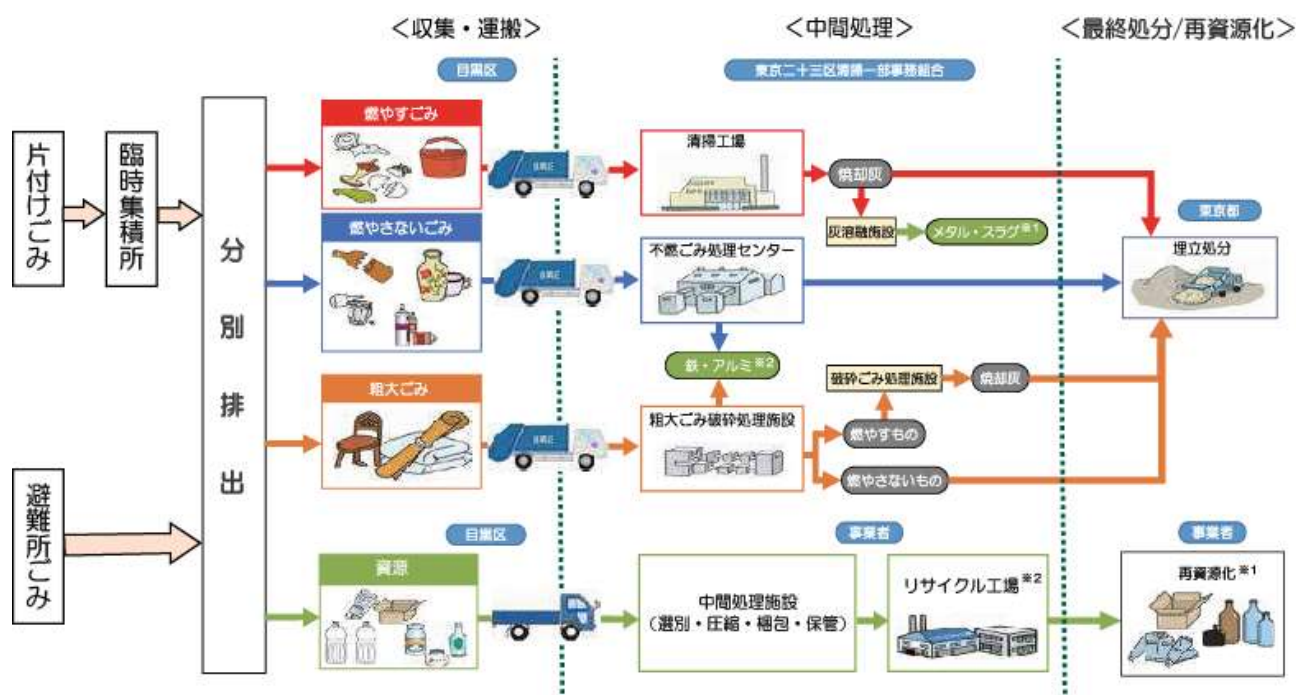 ＜収集・運搬＞
＜中間処理＞
＜最終処分/再資源化＞
目黒区
東京二十三区清掃一部事務組合
片付けごみ
臨時集積所
避難所ごみ
分別排出
燃やすごみ
清掃工場
焼却灰
灰溶融施設
メタル・スラグ※1
東京都
埋立処分
燃やさないごみ
不燃ごみ処理センター
鉄・アルミ※2
粗大ごみ
粗大ごみ破砕処理施設
燃やすもの
破砕ごみ処理施設
焼却灰
燃やさないもの
目黒区
事業者
事業者
資源
中間処理施設
（選別・圧縮・梱包・保管）
リサイクル工場※2
再資源化※1